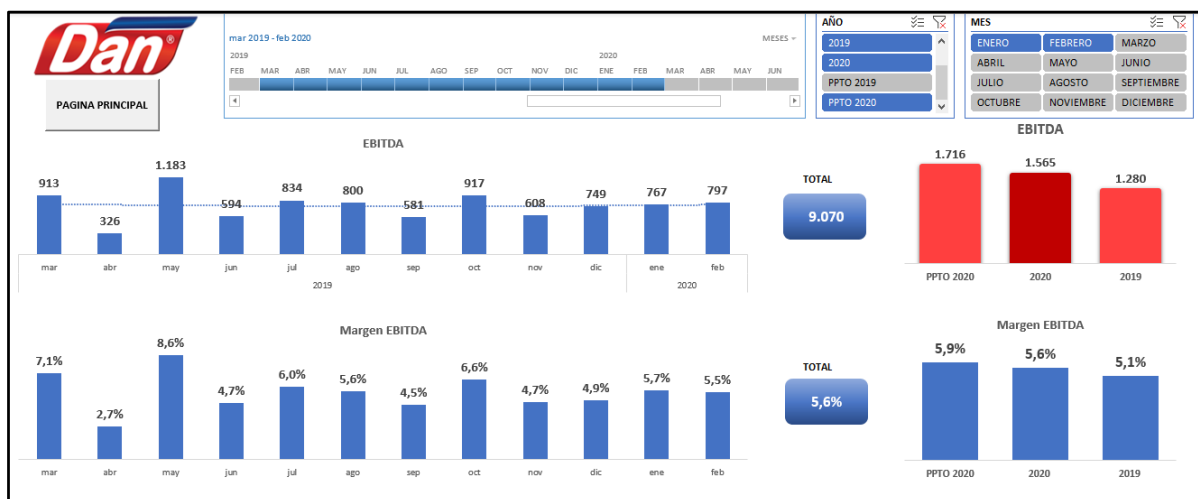 Dan®
PAGINA PRINCIPAL
mar 2019 - feb 2020
MESES
2019 2020
FEB MAR ABR MAY JUN JUL AGO SEP OCT NOV DIC ENE FEB MAR ABR MAY JUN
AÑO
2019
2020
PPTO 2019
PPTO 2020
MES
ENERO FEBRERO MARZO
ABRIL MAYO JUNIO
JULIO AGOSTO SEPTIEMBRE
OCTUBRE NOVIEMBRE DICIEMBRE
EBITDA
913 326 1.183 594 834 800 581 917 608 749 767 797
mar abr may jun jul ago sep oct nov dic ene feb
2019 2020
TOTAL
9.070
EBITDA
1.716 1.565 1.280
PPTO 2020 2020 2019
Margen EBITDA
7,1% 2,7% 8,6% 4,7% 6,0% 5,6% 4,5% 6,6% 4,7% 4,9% 5,7% 5,5%
mar abr may jun jul ago sep oct nov dic ene feb
TOTAL
5,6%
Margen EBITDA
5,9% 5,6% 5,1%
PPTO 2020 2020 2019